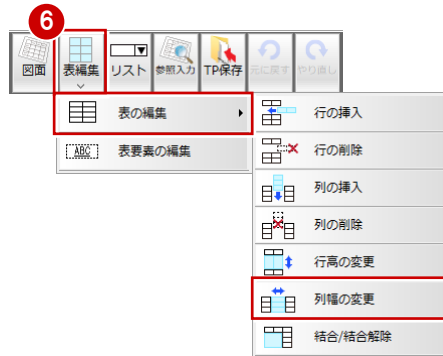 6
図面
表編集
リスト
参照入力
TP保存
元に戻す
やり直し
表の編集
ABC 表要素の編集
行の挿入
行の削除
列の挿入
列の削除
行高の変更
列幅の変更
結合/結合解除